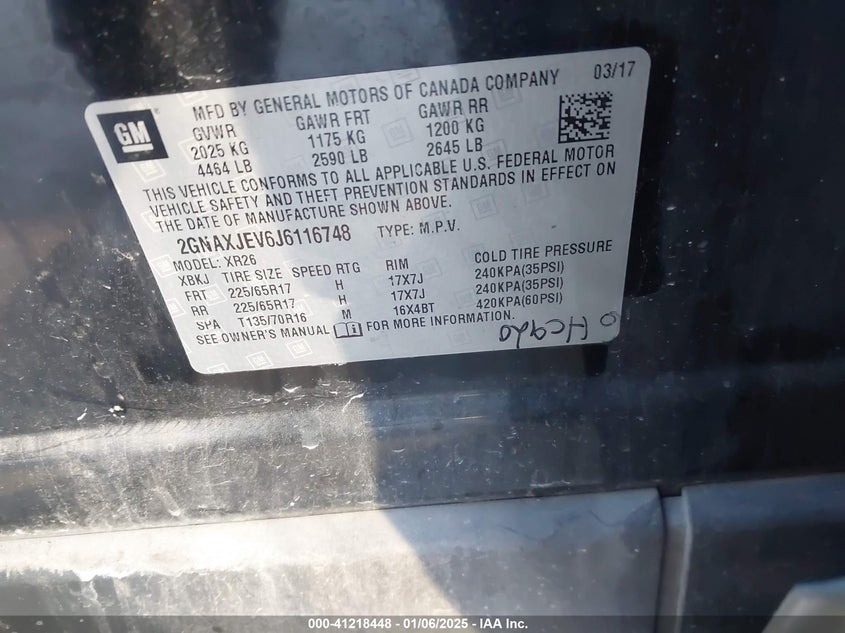 GM
MFD BY GENERAL MOTORS OF CANADA COMPANY 03/17
GVWR GAWR FRT GAWR RR
2025 KG 1175 KG 1200 KG
4464 LB 2590 LB 2645 LB
THIS VEHICLE CONFORMS TO ALL APPLICABLE U.S. FEDERAL MOTOR
VEHICLE SAFETY AND THEFT PREVENTION STANDARDS IN EFFECT ON
THE DATE OF MANUFACTURE SHOWN ABOVE.
2GNAXJEV6J6116748 TYPE: M.P.V.
MODEL: XR26
XBKJ TIRE SIZE SPEED RTG RIM COLD TIRE PRESSURE
FRT 225/65R17 H 17X7J 240KPA(35PSI)
RR 225/65R17 H 17X7J 240KPA(35PSI)
SPA T135/70R16 M 16X4BT 420KPA(60PSI)
SEE OWNER'S MANUAL FOR MORE INFORMATION.
000-41218448 - 01/06/2025 - IAA Inc.